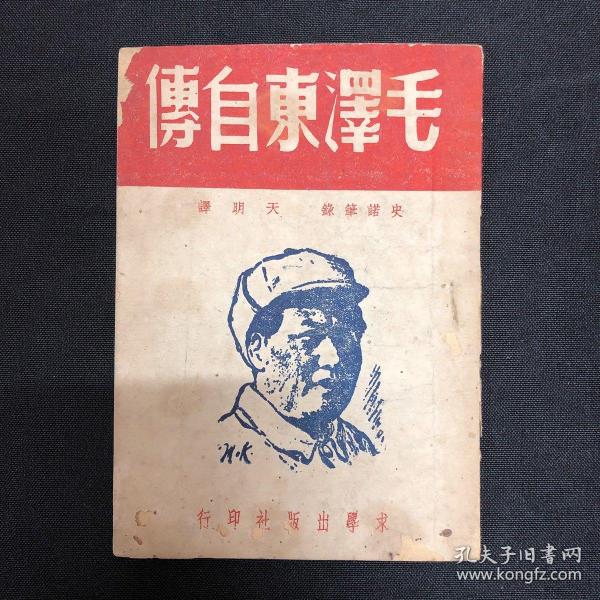 毛澤東自傳
史諾筆錄 天明譯
H·K
求學出版社印行
孔夫子旧书网
www.kongfz.com